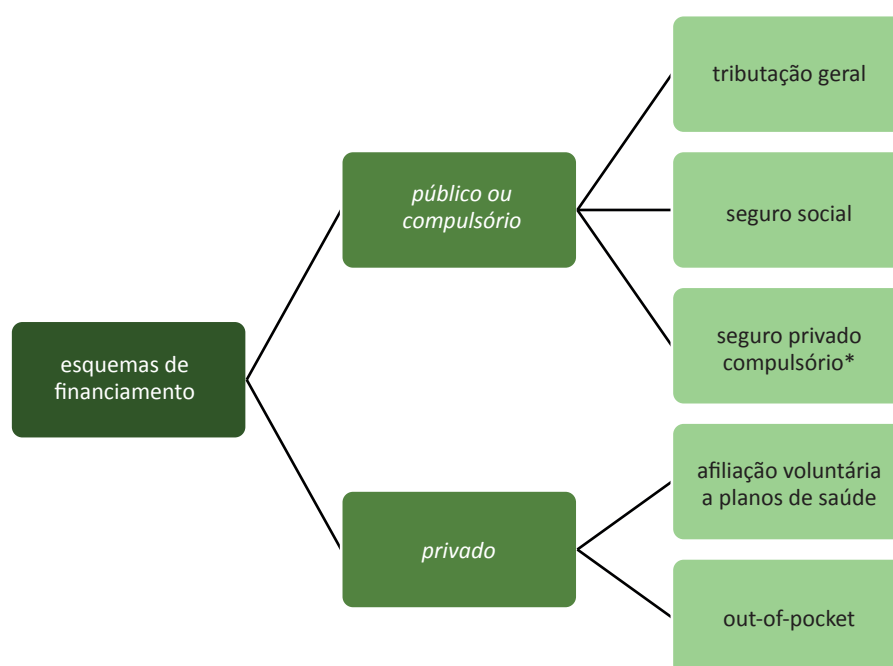 tributação geral
público ou
compulsório
seguro social
seguro privado
compulsório*
esquemas de
financiamento
afiliação voluntária
a planos de saúde
privado
out-of-pocket